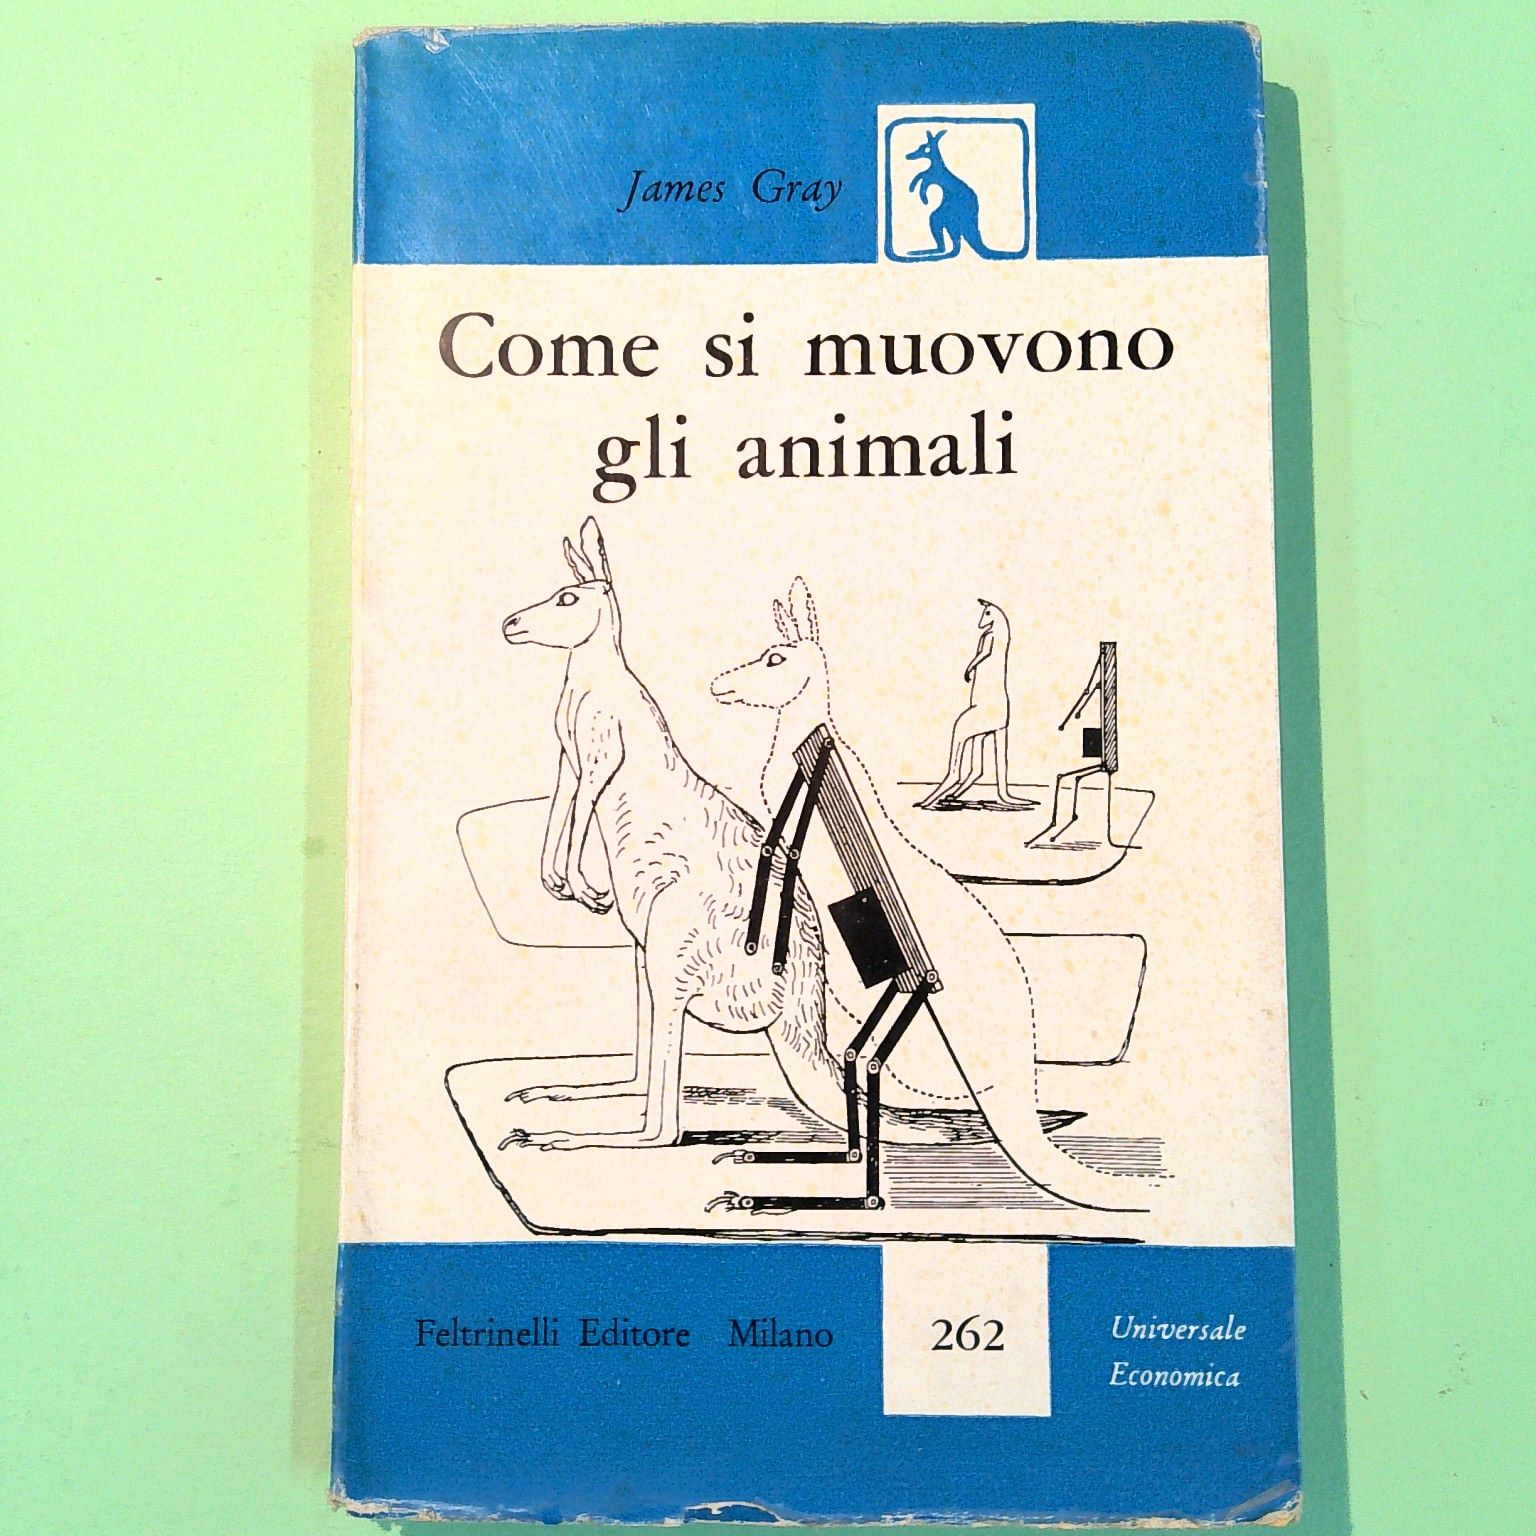 James Gray
Come si muovono
gli animali
Feltrinelli Editore Milano
262
Universale
Economica